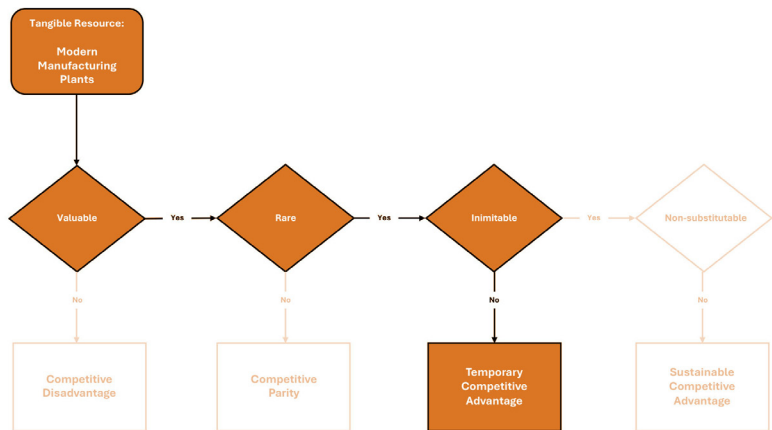 Tangible Resource:
Modern
Manufacturing
Plants
Valuable
Yes
Rare
Yes
Inimitable
Yes
Non-substitutable
No
No
No
No
Competitive
Disadvantage
Competitive
Parity
Temporary
Competitive
Advantage
Sustainable
Competitive
Advantage